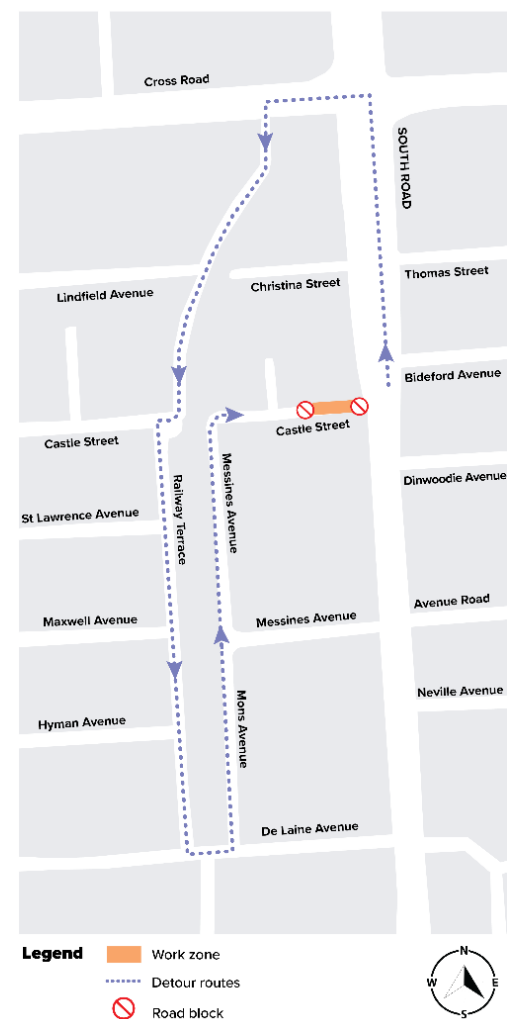 Cross Road
SOUTH ROAD
Thomas Street
Christina Street
Lindfield Avenue
Bideford Avenue
Castle Street
Castle Street
Messines Avenue
Railway Terrace
Dinwoodie Avenue
St Lawrence Avenue
Avenue Road
Messines Avenue
Maxwell Avenue
Neville Avenue
Mons Avenue
Hyman Avenue
De Laine Avenue
Legend
Work zone
Detour routes
Road block
N
W E
S